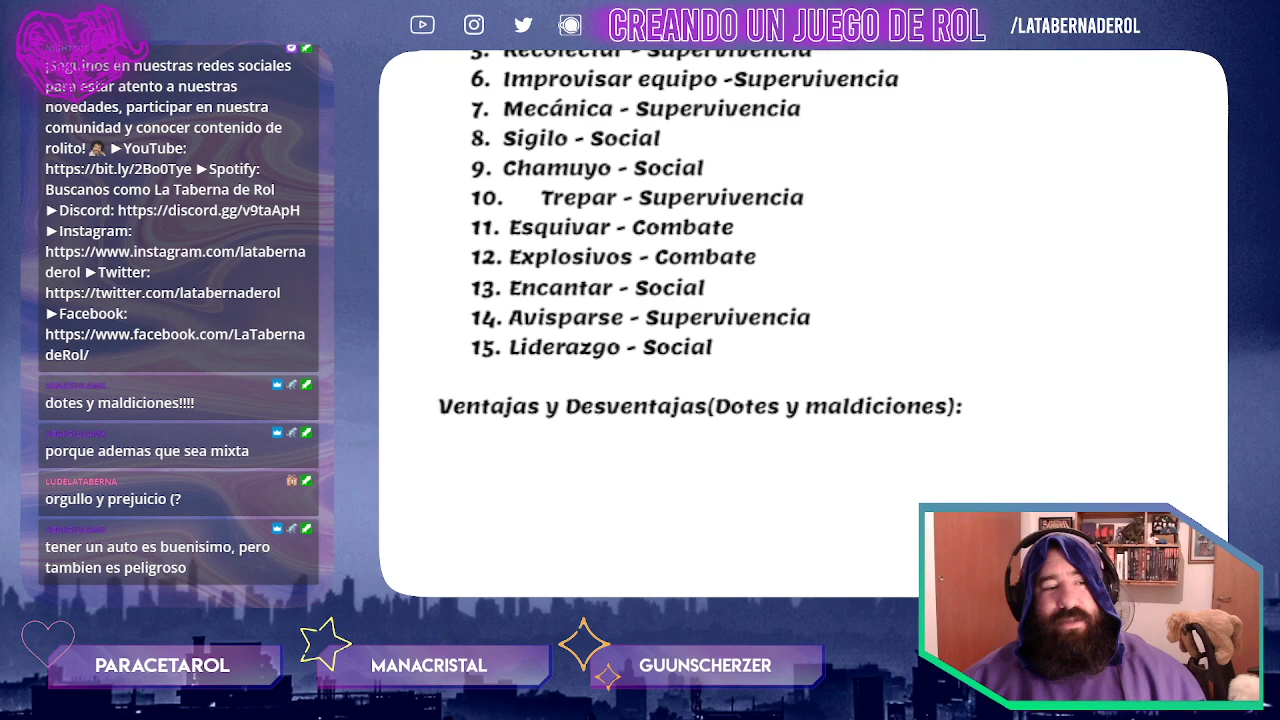 CREANDO UN JUEGO DE ROL
/LATABERNADEROL
¡Seguinos en nuestras redes sociales
para estar atento a nuestras
novedades, participar en nuestra
comunidad y conocer contenido de
rolito! ►YouTube:
https://bit.ly/2Bo0Tye ►Spotify:
Buscanos como La Taberna de Rol
►Discord: https://discord.gg/v9taApH
►Instagram:
https://www.instagram.com/lataberna
derol ►Twitter:
https://twitter.com/latabernaderol
►Facebook:
https://www.facebook.com/LaTaberna
deRol/
dotes y maldiciones!!!!
porque ademas que sea mixta
LUDELATABERNA
orgullo y prejuicio (?
tener un auto es buenisimo, pero
tambien es peligroso
5. Recolectar - Supervivencia
6. Improvisar equipo -Supervivencia
7. Mecánica - Supervivencia
8. Sigilo - Social
9. Chamuyo - Social
10. Trepar - Supervivencia
11. Esquivar - Combate
12. Explosivos - Combate
13. Encantar - Social
14. Avisparse - Supervivencia
15. Liderazgo - Social
Ventajas y Desventajas(Dotes y maldiciones):
PARACETAROL
MANACRISTAL
GUUNSCHERZER